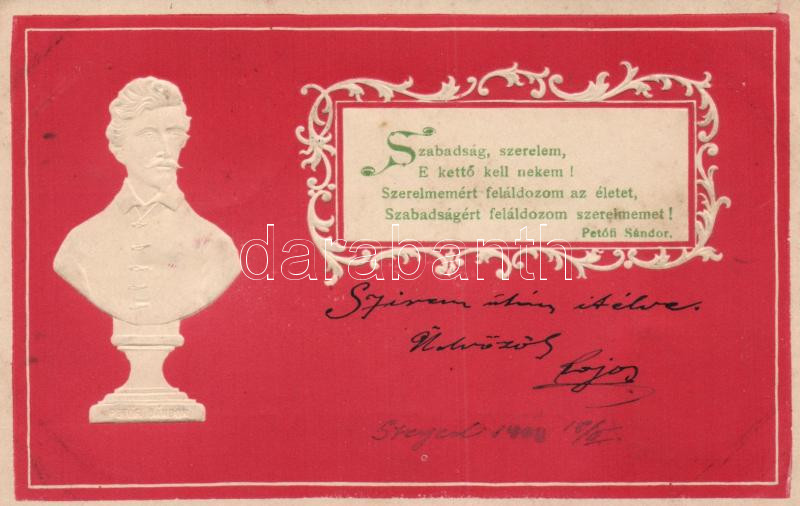 Szabadság, szerelem,
E kettő kell nekem !
Szerelmemért feláldozom az életet,
Szabadságért feláldozom szerelmemet !
Petőfi Sándor.
darabanth
Szivem után itélve.
Üdvözöl
Lajos
Szeged
PETŐFI SÁNDOR